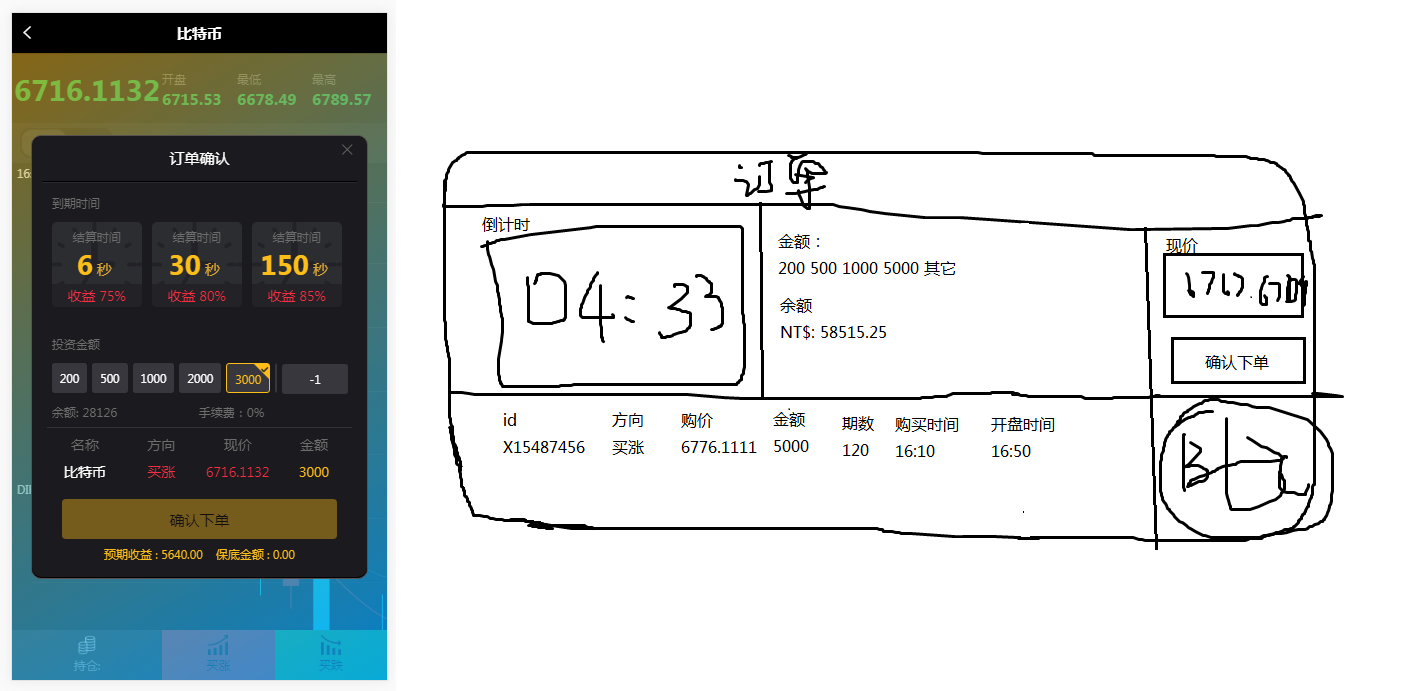 比特币
6716.1132
开盘 最低 最高
6715.53 6678.49 6789.57
订单确认
16:
到期时间
结算时间 结算时间 结算时间
6 秒 30 秒 150 秒
收益 75% 收益 80% 收益 85%
投资金额
200 500 1000 2000 3000 -1
余额: 28126 手续费：0%
名称 方向 现价 金额
比特币 买涨 6716.1132 3000
DI
确认下单
预期收益 : 5640.00 保底金额 : 0.00
持仓: 买涨 买跌
订单
倒计时
04:33
金额：
200 500 1000 5000 其它
余额
NT$: 58515.25
现价
确认下单
id 方向 购价 金额 期数 购买时间 开盘时间
X15487456 买涨 6776.1111 5000 120 16:10 16:50